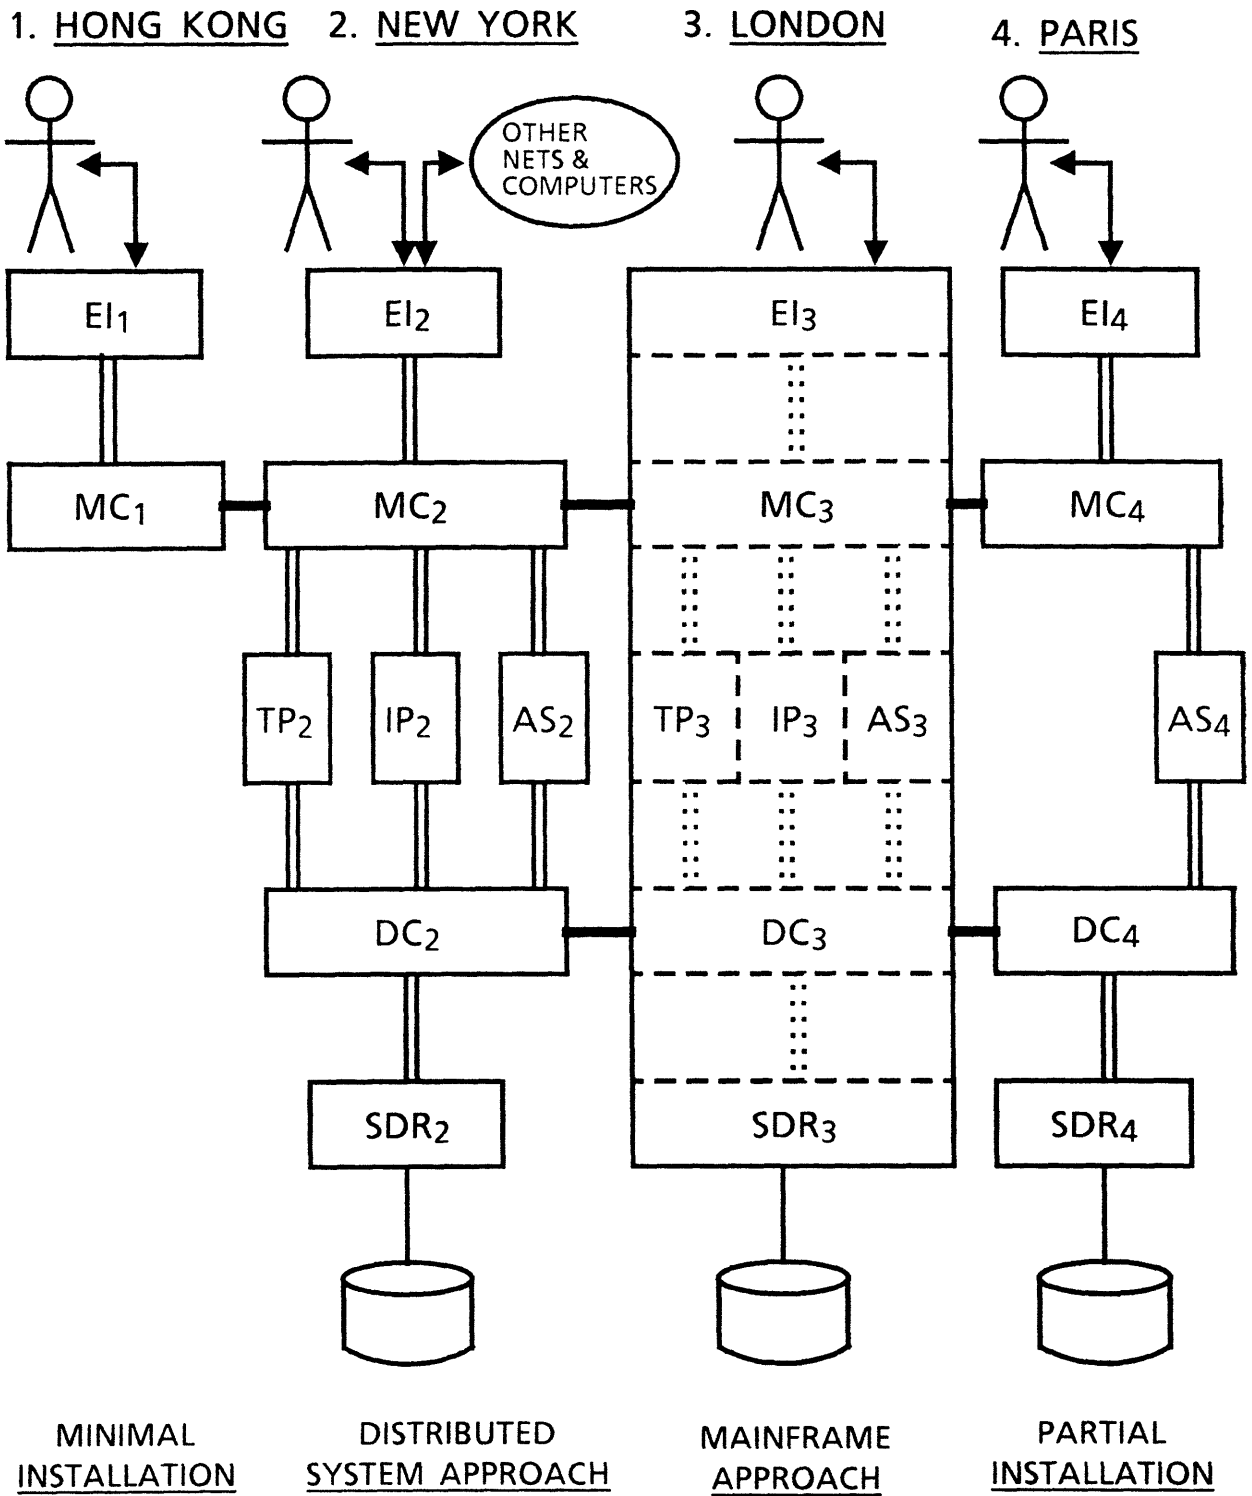 1. HONG KONG
2. NEW YORK
3. LONDON
4. PARIS
OTHER
NETS &
COMPUTERS
EI1
EI2
EI3
EI4
MC1
MC2
MC3
MC4
TP2
IP2
AS2
TP3
IP3
AS3
AS4
DC2
DC3
DC4
SDR2
SDR3
SDR4
MINIMAL
INSTALLATION
DISTRIBUTED
SYSTEM APPROACH
MAINFRAME
APPROACH
PARTIAL
INSTALLATION